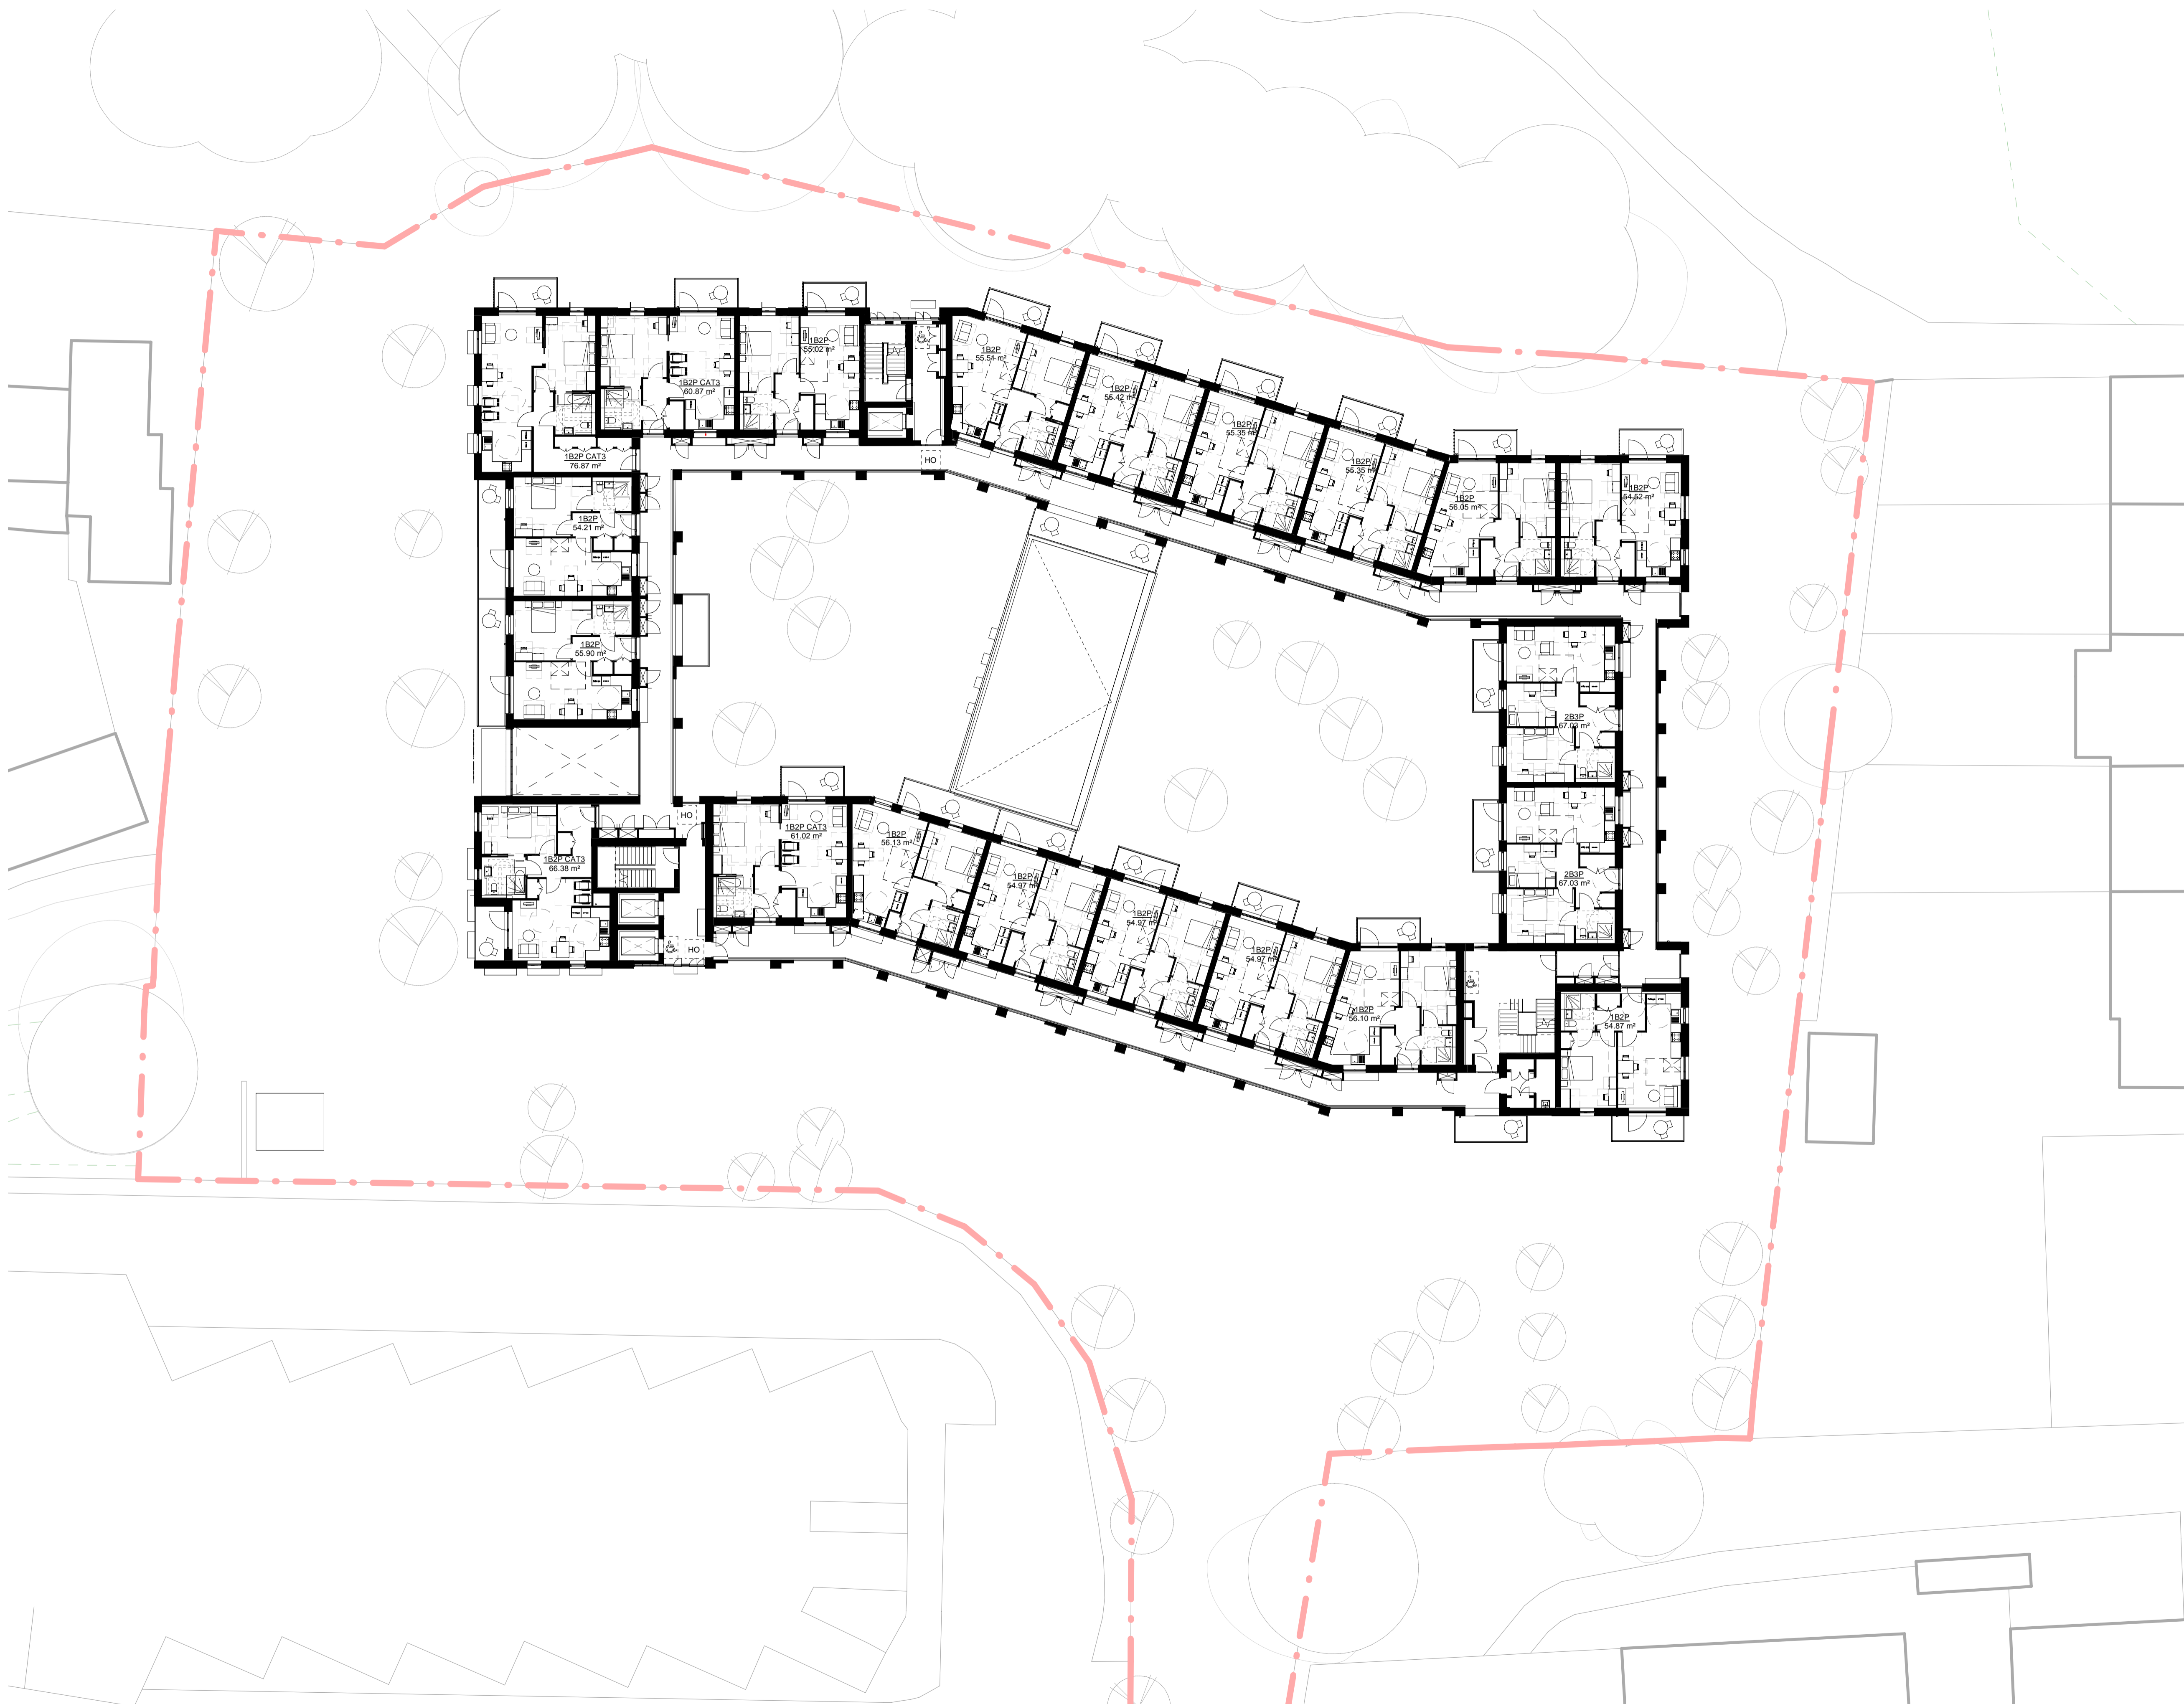 1B2P
55.02 m²
1B2P
55.51 m²
1B2P CAT3
60.87 m²
1B2P
55.42 m²
1B2P
55.35 m²
1B2P CAT3
76.87 m²
HO
1B2P
55.35 m²
1B2P
56.05 m²
1B2P
54.52 m²
1B2P
54.21 m²
1B2P
55.90 m²
2B3P
67.03 m²
HO
1B2P CAT3
61.02 m²
1B2P
56.13 m²
1B2P CAT3
66.38 m²
1B2P
54.97 m²
2B3P
67.03 m²
1B2P
54.97 m²
HO
1B2P
54.97 m²
1B2P
56.10 m²
1B2P
54.87 m²